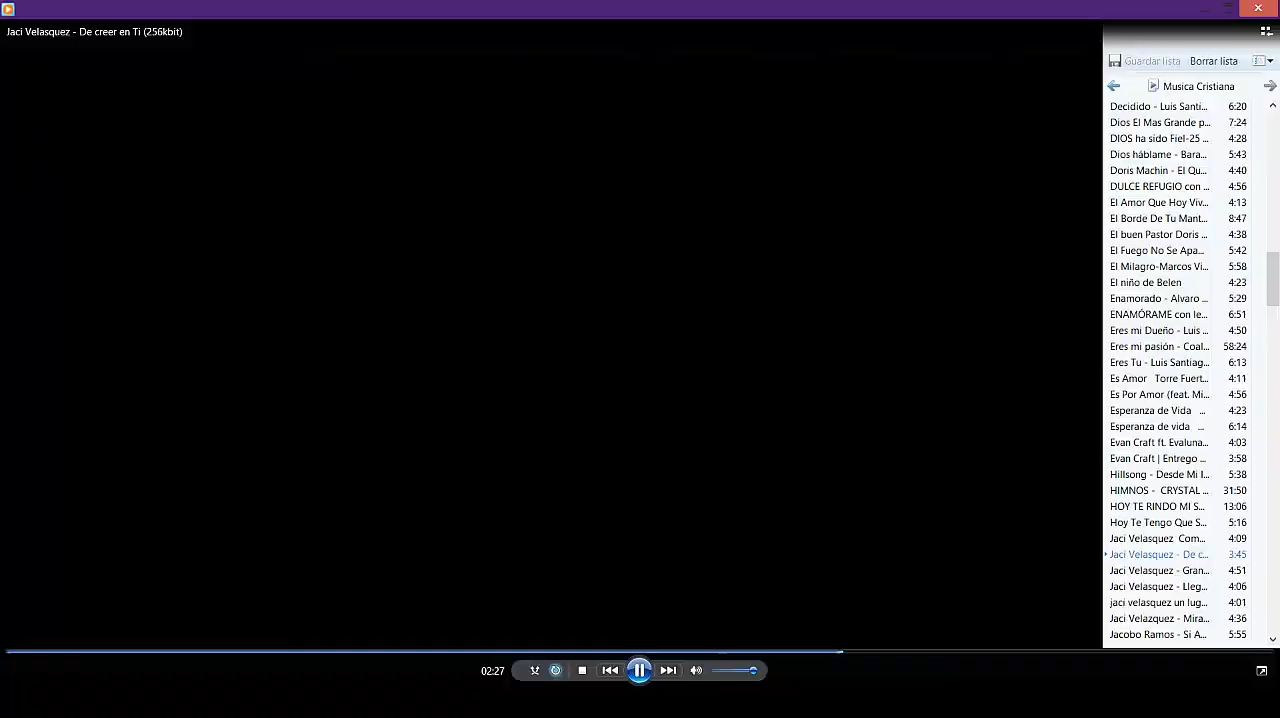 Jaci Velasquez - De creer en Ti (256kbit)
Guardar lista Borrar lista
Musica Cristiana
Decidido - Luis Santi... 6:20
Dios El Mas Grande p... 7:24
DIOS ha sido Fiel-25 ... 4:28
Dios háblame - Bara... 5:43
Doris Machin - El Qu... 4:40
DULCE REFUGIO con ... 4:56
El Amor Que Hoy Viv... 4:13
El Borde De Tu Mant... 8:47
El buen Pastor Doris ... 4:38
El Fuego No Se Apa... 5:42
El Milagro-Marcos Vi... 5:58
El niño de Belen 4:23
Enamorado - Alvaro ... 5:29
ENAMÓRAME con le... 6:51
Eres mi Dueño - Luis ... 4:50
Eres mi pasión - Coal... 58:24
Eres Tu - Luis Santiag... 6:13
Es Amor Torre Fuert... 4:11
Es Por Amor (feat. Mi... 4:56
Esperanza de Vida ... 4:23
Esperanza de vida ... 6:14
Evan Craft ft. Evaluna... 4:03
Evan Craft | Entrego ... 3:58
Hillsong - Desde Mi I... 5:38
HIMNOS - CRYSTAL ... 31:50
HOY TE RINDO MI S... 13:06
Hoy Te Tengo Que S... 5:16
Jaci Velasquez Com... 4:09
Jaci Velasquez - De c... 3:45
Jaci Velasquez - Gran... 4:51
Jaci Velasquez - Lleg... 4:06
jaci velasquez un lug... 4:01
Jaci Velazquez - Mira... 4:36
Jacobo Ramos - Si A... 5:55
02:27